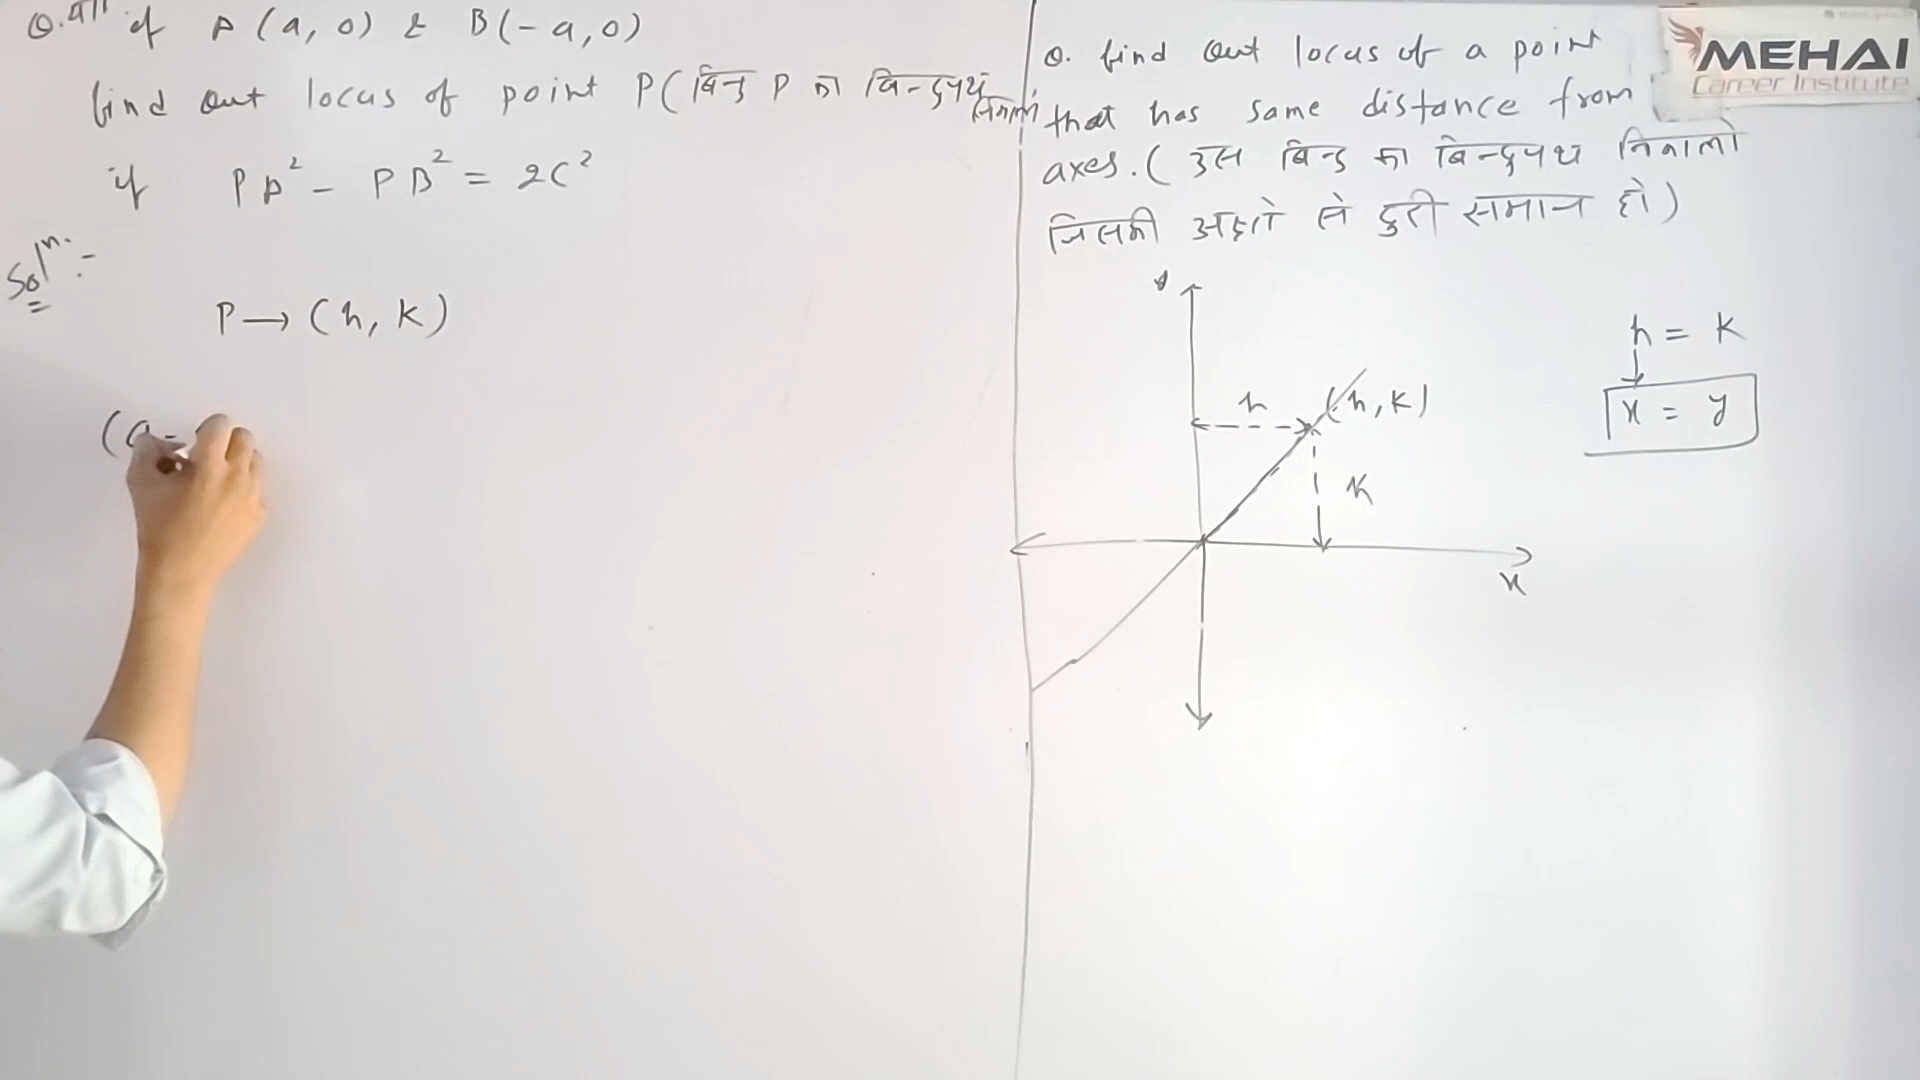 Q. if A (a, 0) & B (-a, 0)
find out locus of point P ( बिन्दु P का बिन्दुपथ निकालो
if PA² - PB² = 2C²
Solⁿ. :-
P → (h, k)
(a -
Q. find out locus of a point
that has same distance from
axes. ( उस बिन्दु का बिन्दुपथ निकालो
जिसकी अक्षो से दुरी समान हो )
h = k
x = y
h
(h, k)
k
x
MEHAI
Career Institute